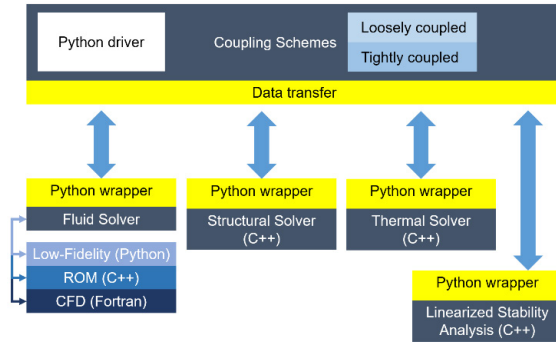 Python driver
Coupling Schemes
Loosely coupled
Tightly coupled
Data transfer
Python wrapper
Fluid Solver
Low-Fidelity (Python)
ROM (C++)
CFD (Fortran)
Python wrapper
Structural Solver
(C++)
Python wrapper
Thermal Solver
(C++)
Python wrapper
Linearized Stability
Analysis (C++)